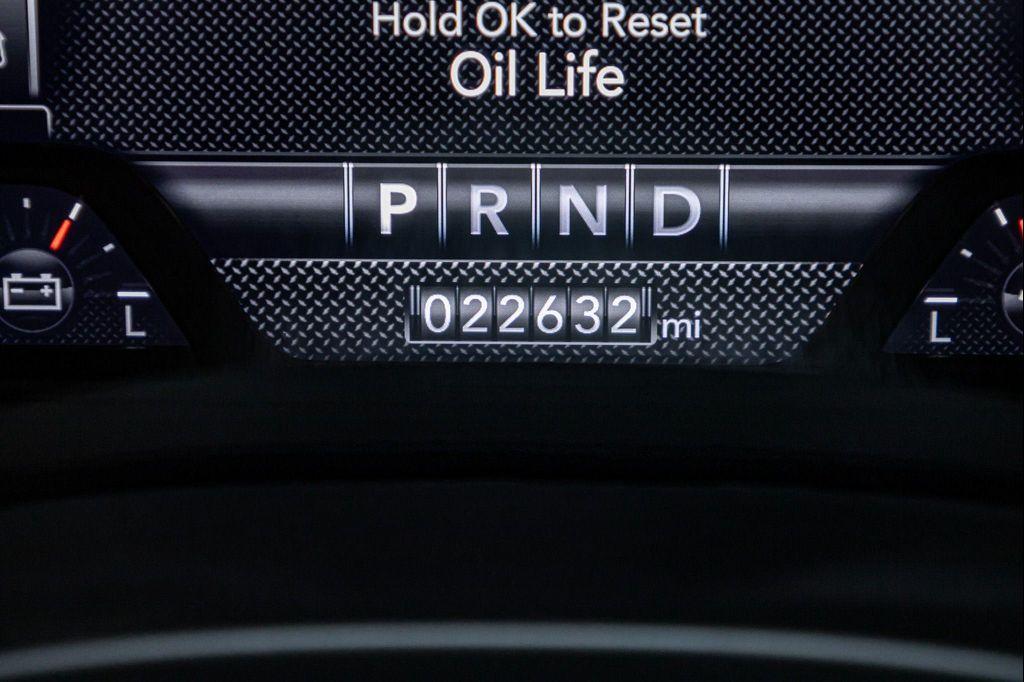 Hold OK to Reset
Oil Life
P R N D
022632 mi
L
L